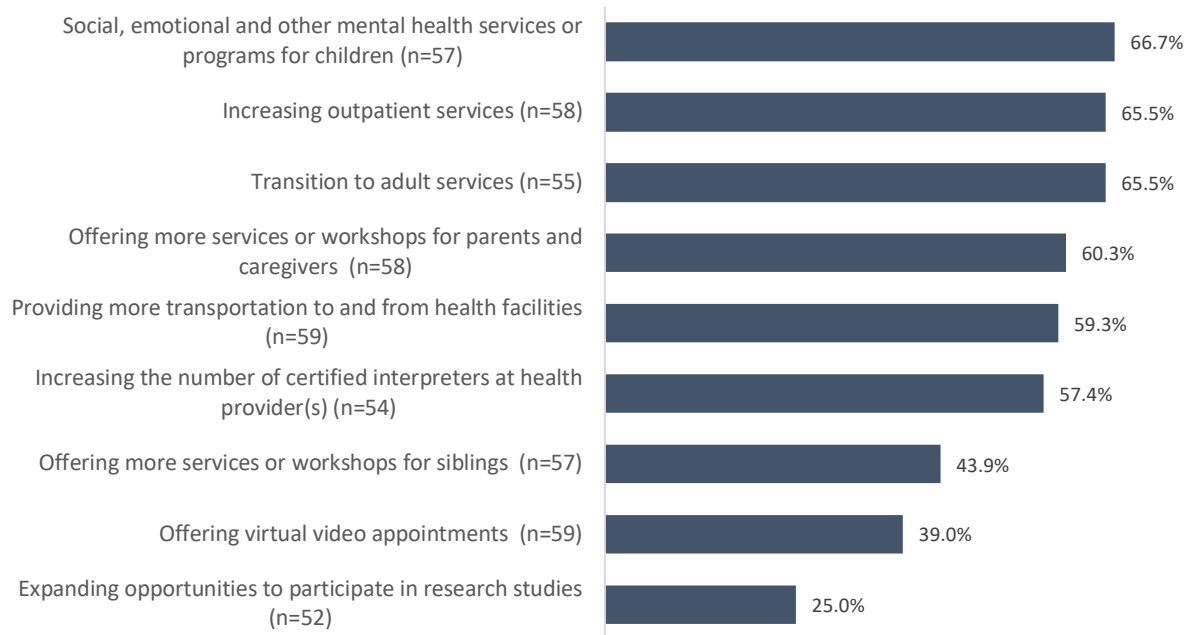 Social, emotional and other mental health services or
programs for children (n=57)
66.7%
Increasing outpatient services (n=58)
65.5%
Transition to adult services (n=55)
65.5%
Offering more services or workshops for parents and
caregivers  (n=58)
60.3%
Providing more transportation to and from health facilities
(n=59)
59.3%
Increasing the number of certified interpreters at health
provider(s) (n=54)
57.4%
Offering more services or workshops for siblings  (n=57)
43.9%
Offering virtual video appointments  (n=59)
39.0%
Expanding opportunities to participate in research studies
(n=52)
25.0%